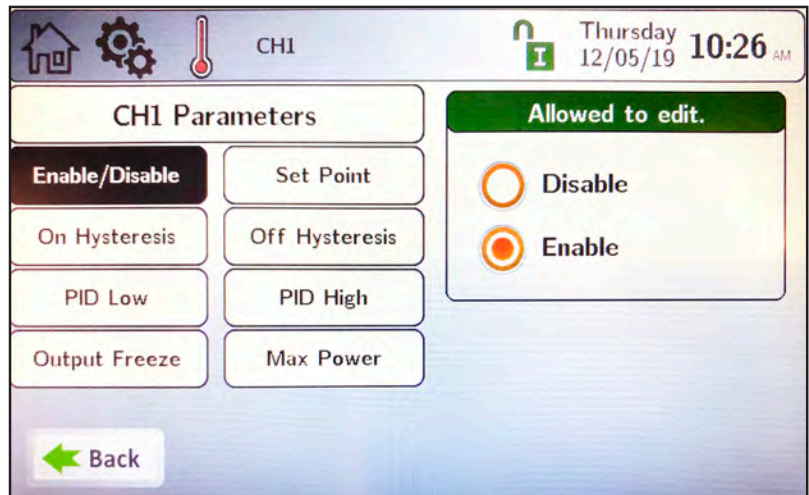 CH1
I
Thursday
12/05/19
10:26 AM
CH1 Parameters
Allowed to edit.
Enable/Disable
Set Point
Disable
On Hysteresis
Off Hysteresis
Enable
PID Low
PID High
Output Freeze
Max Power
Back